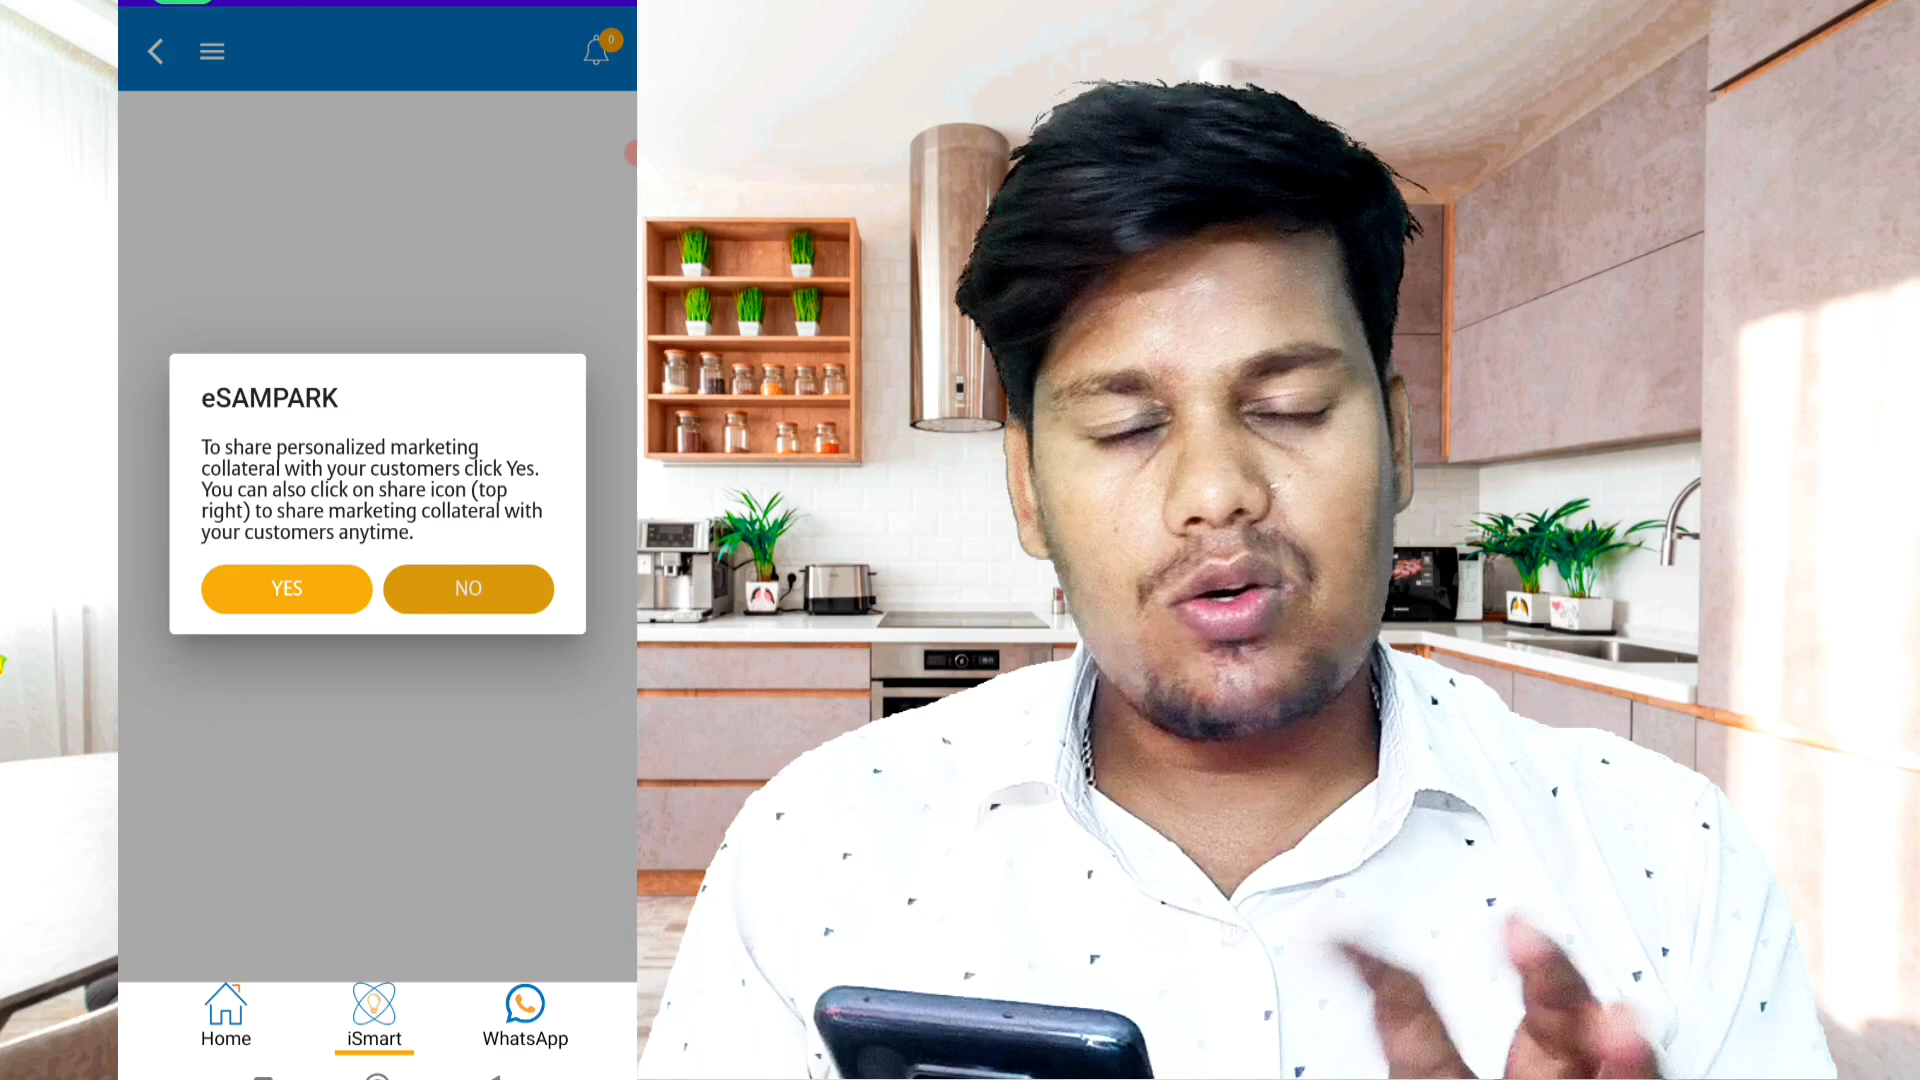 0
eSAMPARK
To share personalized marketing
collateral with your customers click Yes.
You can also click on share icon (top
right) to share marketing collateral with
your customers anytime.
YES NO
Home iSmart WhatsApp